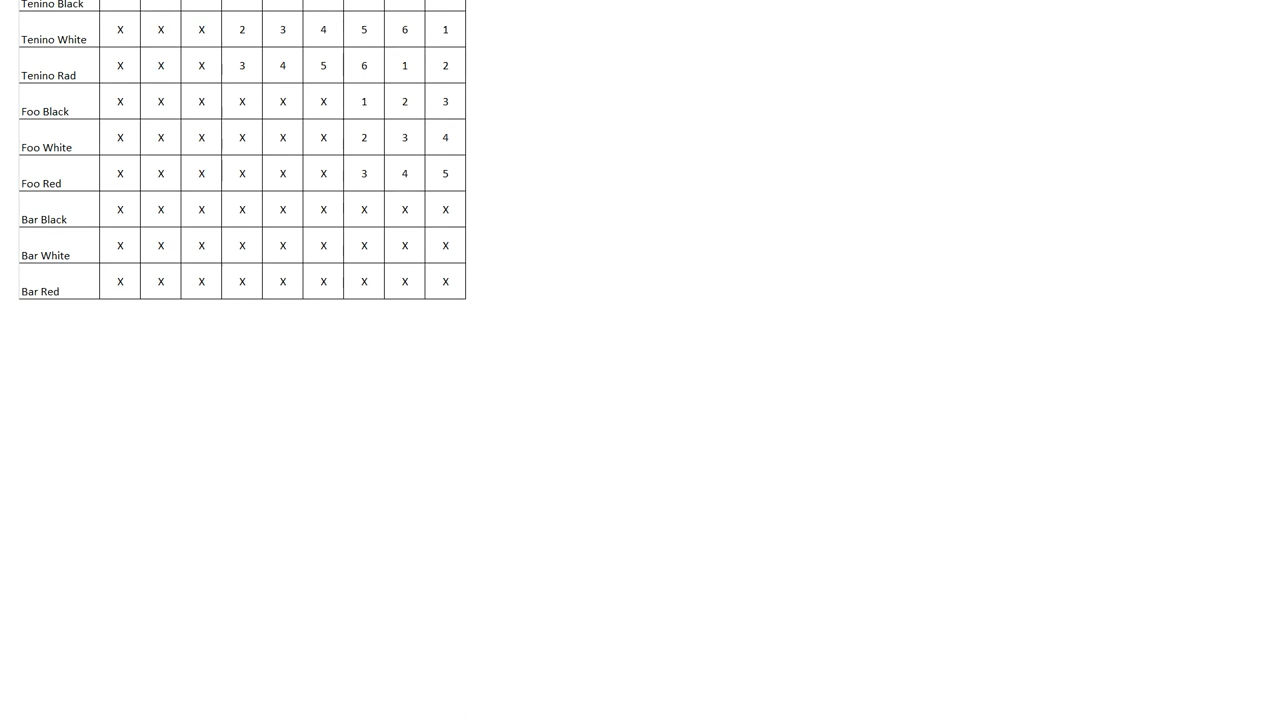 Tenino Black
Tenino White X X X 2 3 4 5 6 1
Tenino Rad X X X 3 4 5 6 1 2
Foo Black X X X X X X 1 2 3
Foo White X X X X X X 2 3 4
Foo Red X X X X X X 3 4 5
Bar Black X X X X X X X X X
Bar White X X X X X X X X X
Bar Red X X X X X X X X X